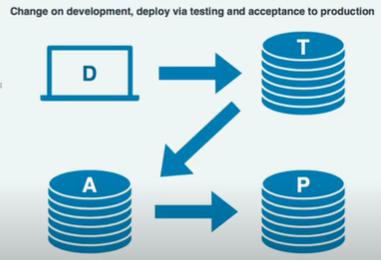 Change on development, deploy via testing and acceptance to production
D
T
A
P